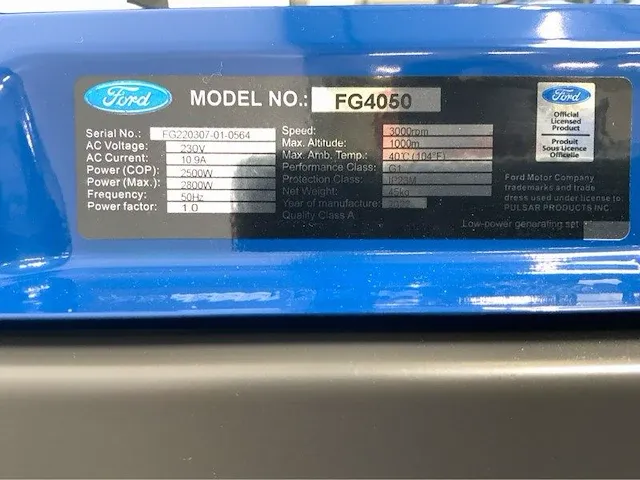 Ford
MODEL NO.: FG4050
Serial No.: FG220307-01-0564
AC Voltage: 230V
AC Current: 10.9A
Power (COP): 2500W
Power (Max.): 2800W
Frequency: 50Hz
Power factor: 1.0
Speed: 3000rpm
Max. Altitude: 1000m
Max. Amb. Temp.: 40°C(104°F)
Performance Class: G1
Protection Class: IP23M
Net Weight: 45kg
Year of manufacture: 2022
Quality Class A
Ford
Official
Licensed
Product
Produit
Sous Licence
Officielle
Ford Motor Company
trademarks and trade
dress used under license to
PULSAR PRODUCTS INC.
Low-power generating set